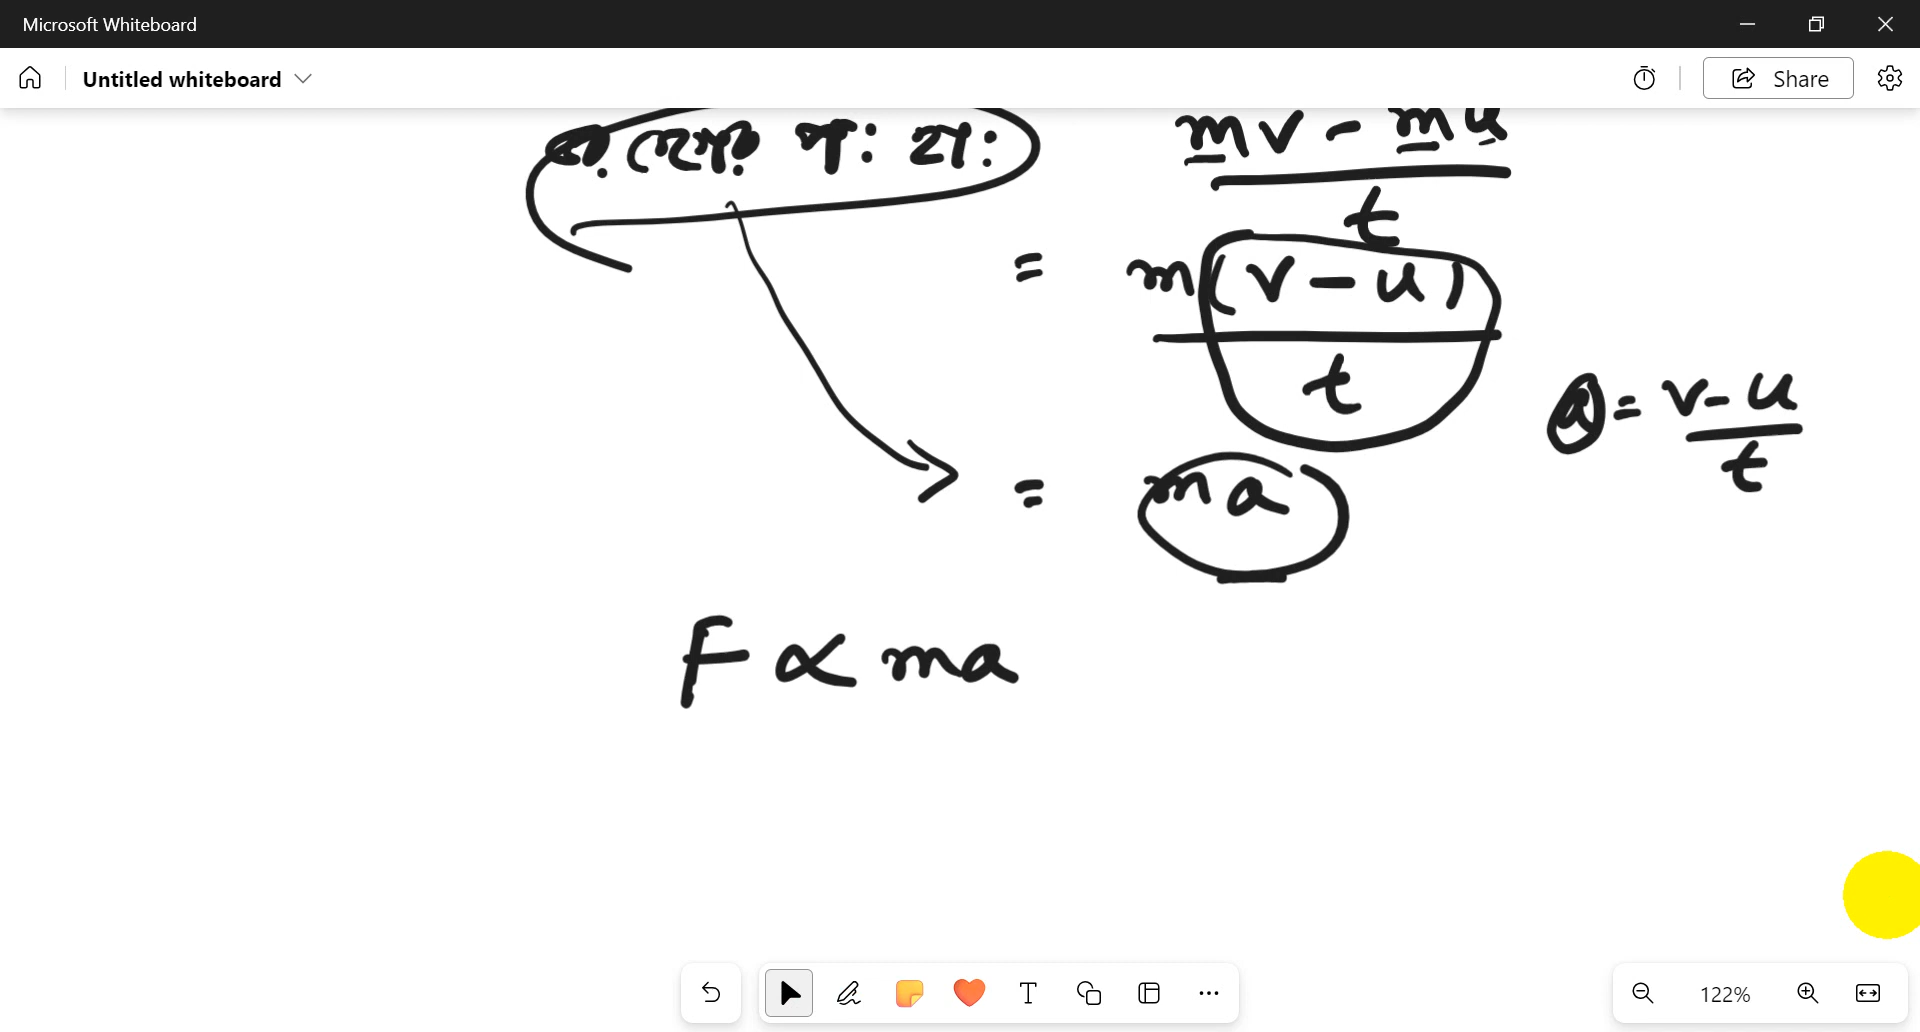 Microsoft Whiteboard
Untitled whiteboard
Share
mv - mu
t
= m(v - u)
t
a = v - u
t
= ma
F ∝ ma
122%